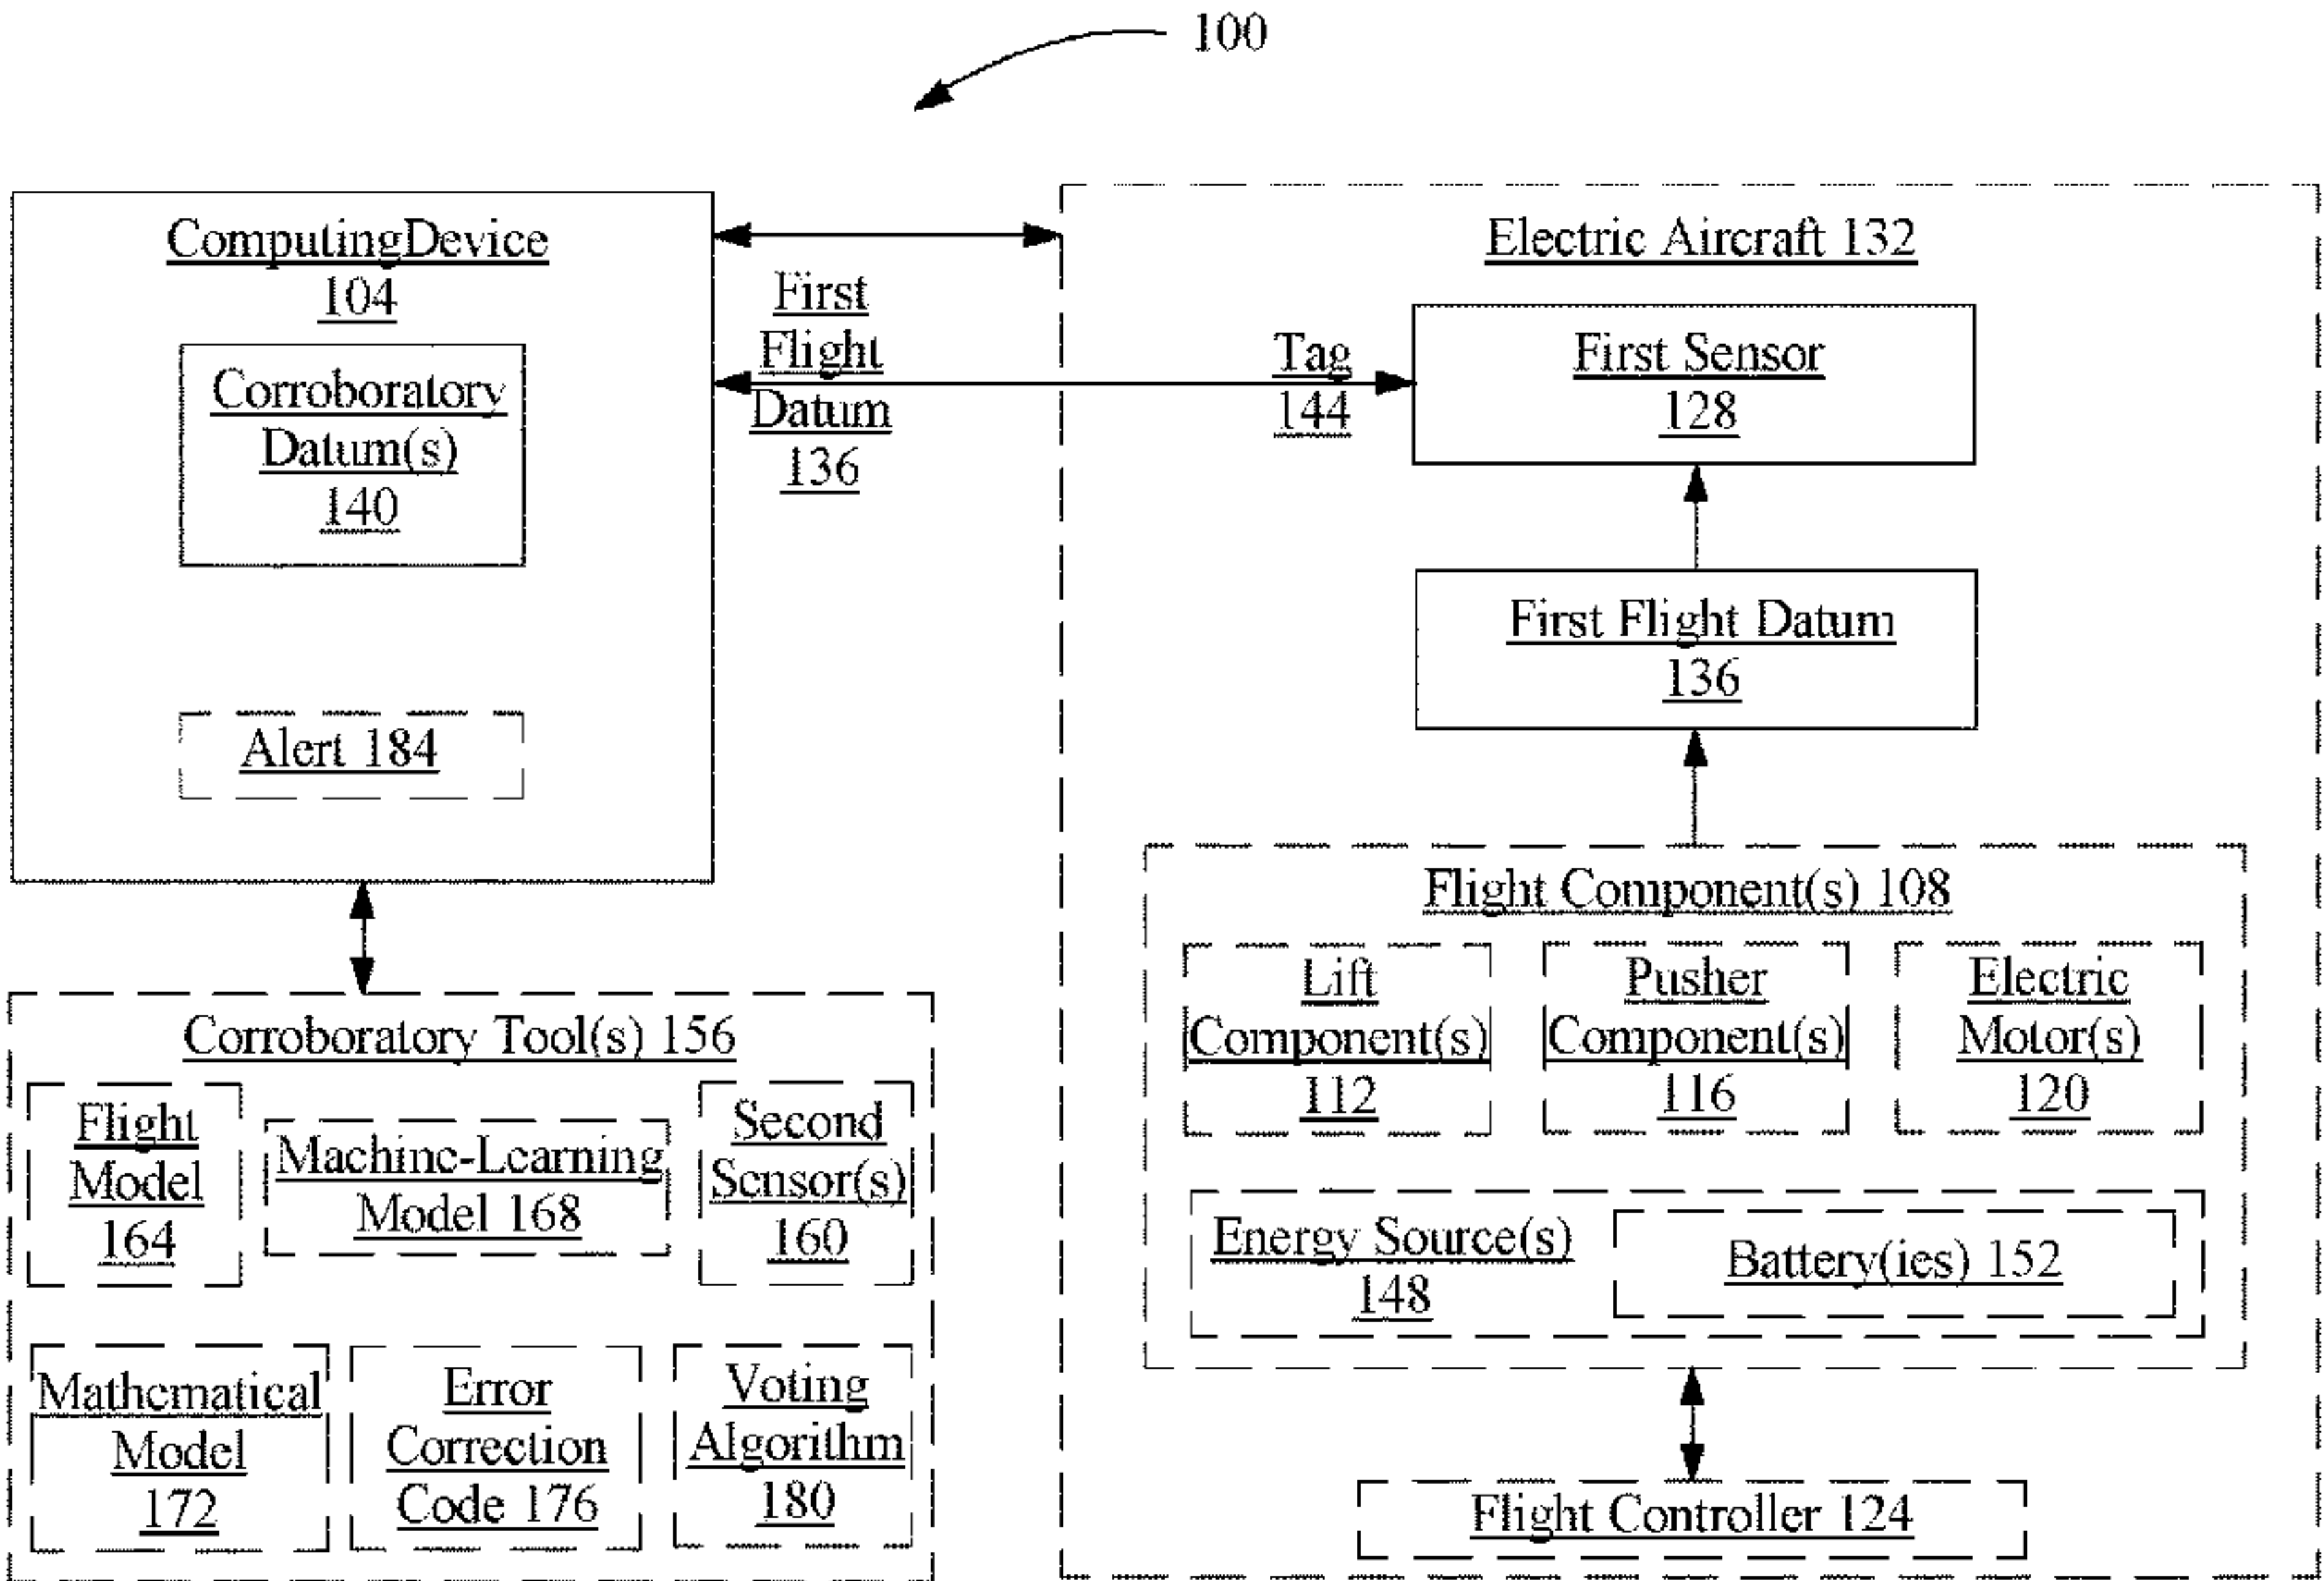 100
ComputingDevice
104
Corroboratory
Datum(s)
140
Alert 184
First
Flight
Datum
136
Tag
144
Electric Aircraft 132
First Sensor
128
First Flight Datum
136
Flight Component(s) 108
Lift
Component(s)
112
Pusher
Component(s)
116
Electric
Motor(s)
120
Energy Source(s)
148
Battery(ies) 152
Flight Controller 124
Corroboratory Tool(s) 156
Flight
Model
164
Machine-Learning
Model 168
Second
Sensor(s)
160
Mathematical
Model
172
Error
Correction
Code 176
Voting
Algorithm
180